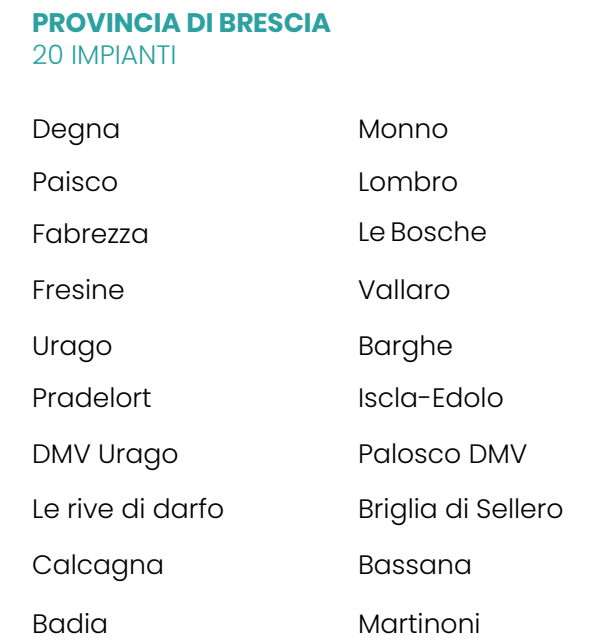 PROVINCIA DI BRESCIA
20 IMPIANTI
Degna
Paisco
Fabrezza
Fresine
Urago
Pradelort
DMV Urago
Le rive di darfo
Calcagna
Badia
Monno
Lombro
Le Bosche
Vallaro
Barghe
Iscla-Edolo
Palosco DMV
Briglia di Sellero
Bassana
Martinoni